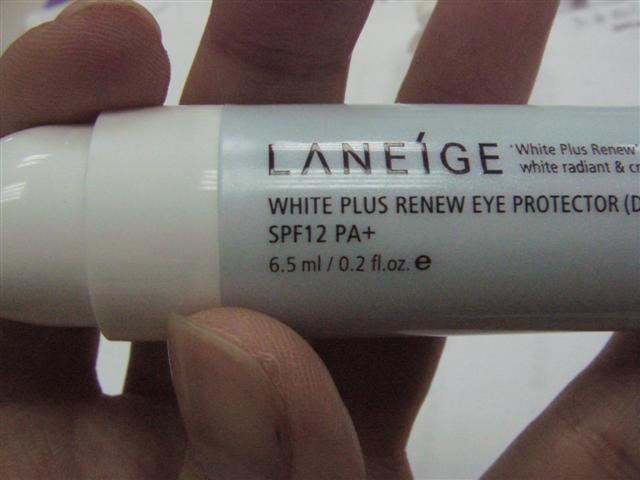 LANEÍGE
'White Plus Renew'
white radiant & cr
WHITE PLUS RENEW EYE PROTECTOR (D
SPF12 PA+
6.5 ml / 0.2 fl.oz. e